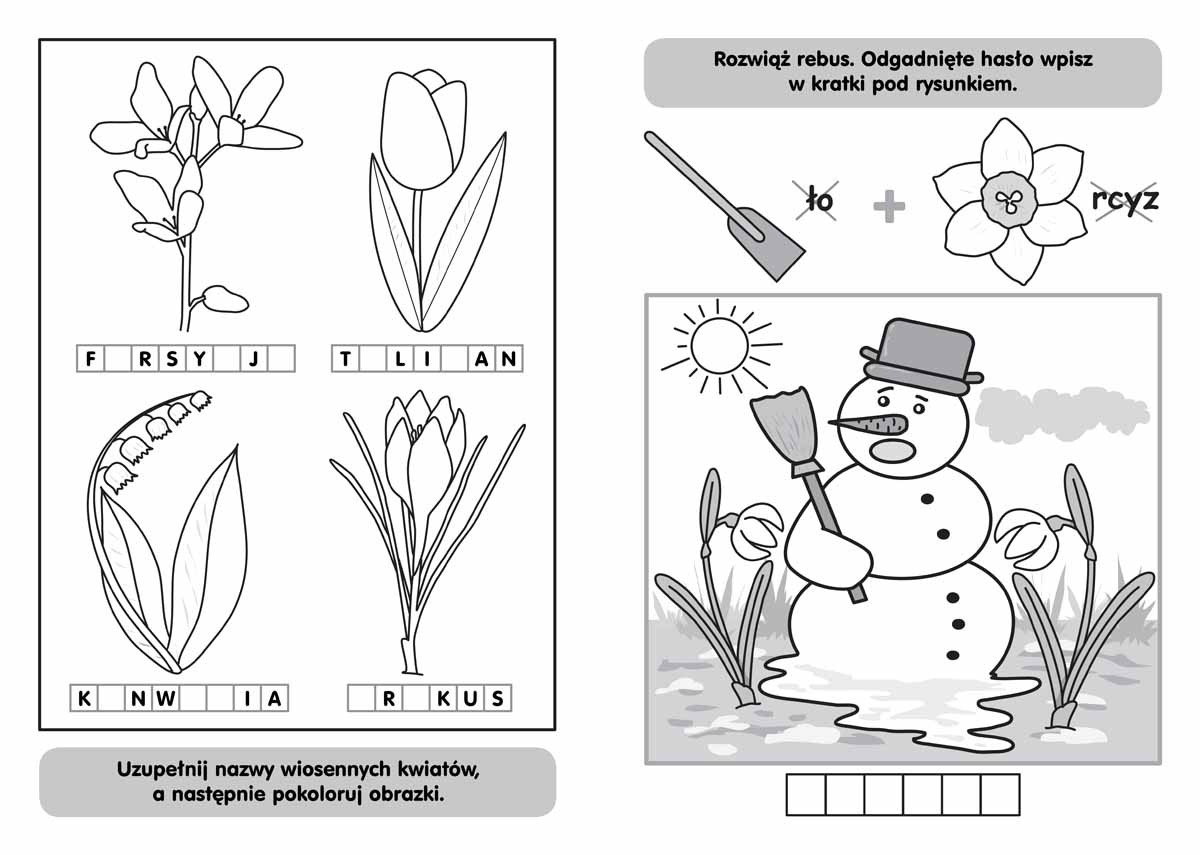 F RSY J
T LI AN
K NW IA
R KUS
Uzupełnij nazwy wiosennych kwiatów,
a następnie pokoloruj obrazki.
Rozwiąż rebus. Odgadnięte hasło wpisz
w kratki pod rysunkiem.
ło + rcyz